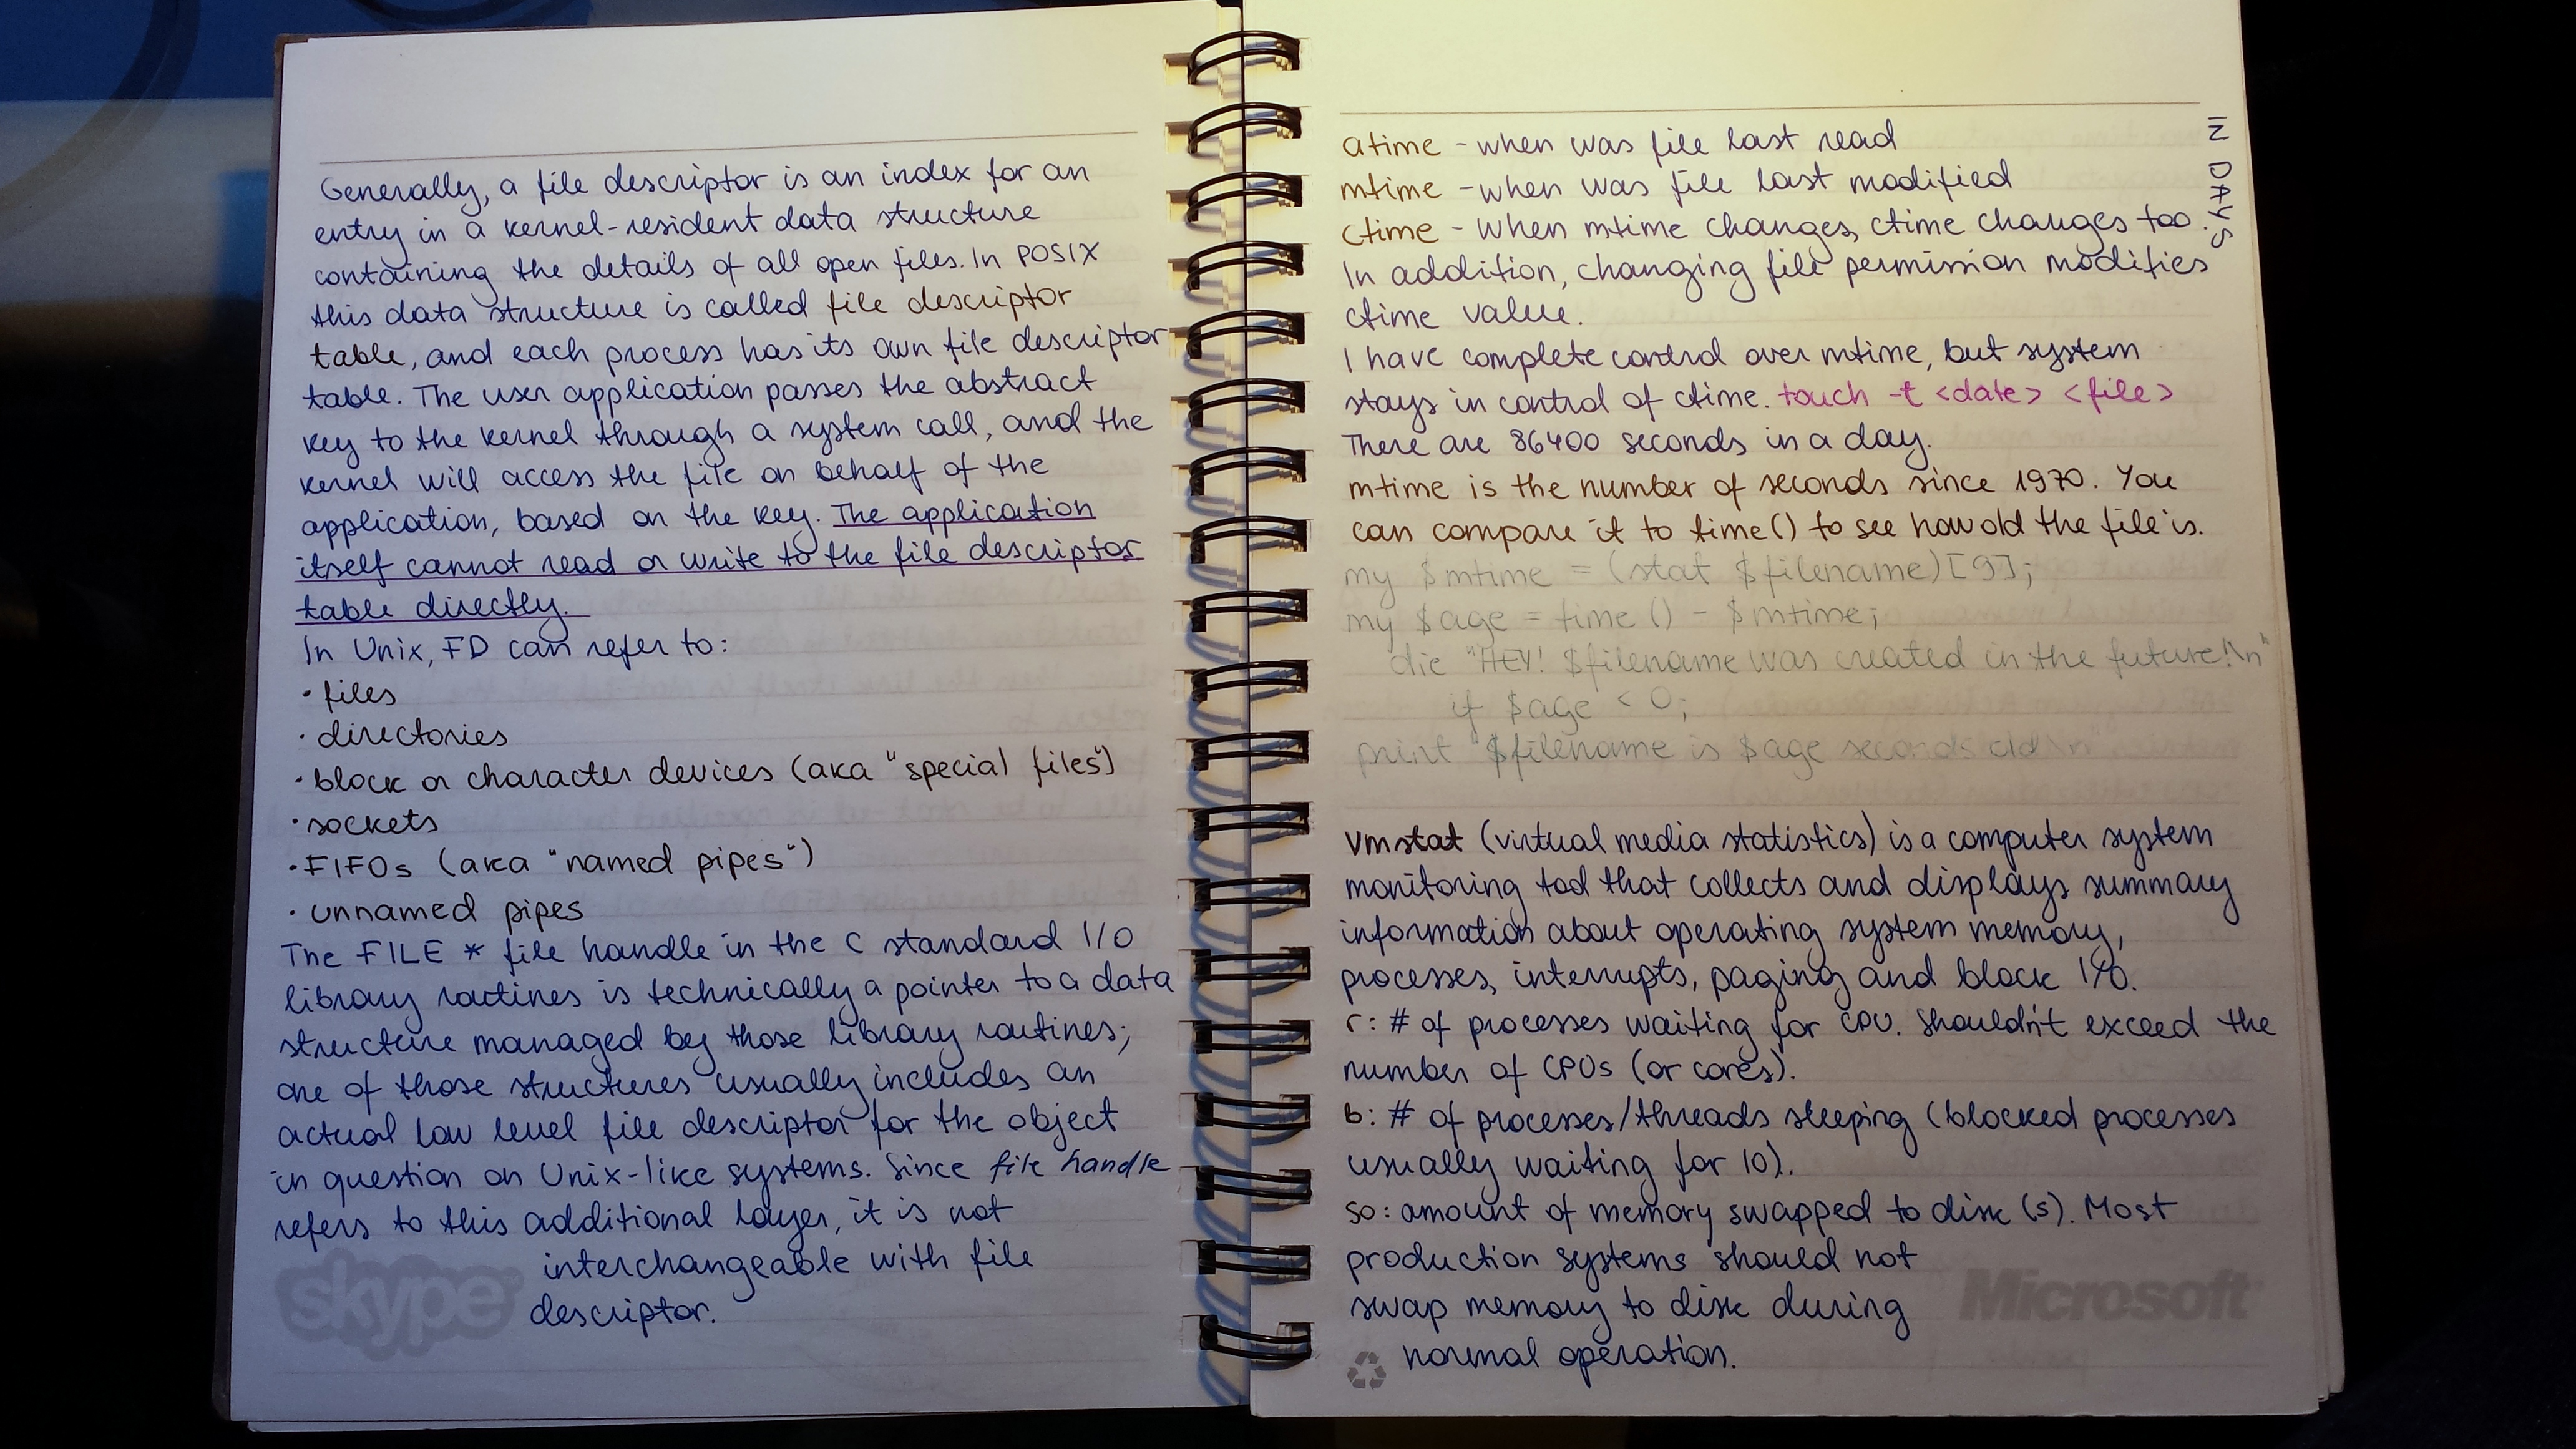 Generally, a file descriptor is an index for an
entry in a kernel-resident data structure
containing the details of all open files. In POSIX
this data structure is called file descriptor
table, and each process has its own file descriptor
table. The user application passes the abstract
key to the kernel through a system call, and the
kernel will access the file on behalf of the
application, based on the key. The application
itself cannot read or write to the file descriptor
table directly.
In Unix, FD can refer to:
• files
• directories
• block or character devices (aka "special files")
• sockets
• FIFOs (aka "named pipes")
• unnamed pipes
The FILE * file handle in the C standard I/O
library routines is technically a pointer to a data
structure managed by those library routines;
one of those structures usually includes an
actual low level file descriptor for the object
in question on Unix-like systems. Since file handle
refers to this additional layer, it is not
interchangeable with file
descriptor.
skype
atime - when was file last read
mtime - when was file last modified
ctime - when mtime changes, ctime changes too.
In addition, changing file permission modifies
ctime value.
IN DAYS
I have complete control over mtime, but system
stays in control of ctime. touch -t <date> <file>
There are 86400 seconds in a day.
mtime is the number of seconds since 1970. You
can compare it to time() to see how old the file is.
my $mtime = (stat $filename)[9];
my $age = time () - $mtime;
die "HEY! $filename was created in the future!\n"
if $age < 0;
print "$filename is $age seconds old\n"
vmstat (virtual media statistics) is a computer system
monitoring tool that collects and displays summary
information about operating system memory,
processes, interrupts, paging and block I/O.
r: # of processes waiting for CPU. Shouldn't exceed the
number of CPUs (or cores).
b: # of processes/threads sleeping (blocked processes
usually waiting for IO).
so: amount of memory swapped to disk (s). Most
production systems should not
swap memory to disk during
normal operation.
Microsoft